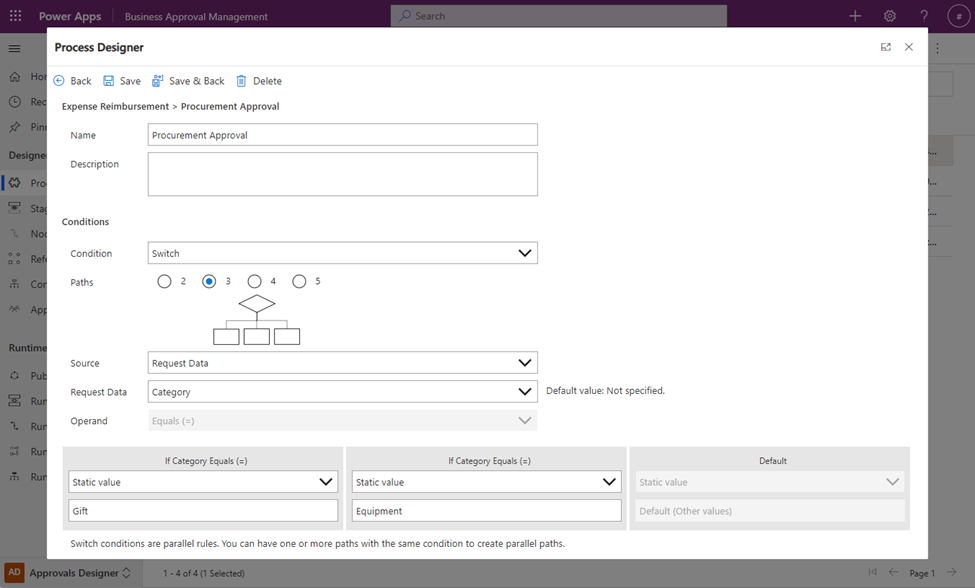 Power Apps Business Approval Management Search ?
#
Process Designer
Back Save Save & Back Delete
Expense Reimbursement > Procurement Approval
Name Procurement Approval
Description
Conditions
Condition Switch
Paths 2 3 4 5
Source Request Data
Request Data Category Default value: Not specified.
Operand Equals (=)
If Category Equals (=) If Category Equals (=) Default
Static value Static value Static value
Gift Equipment Default (Other values)
Switch conditions are parallel rules. You can have one or more paths with the same condition to create parallel paths.
Hor
Rec
Pinn
Designer
Proc
Stag
Nod
Refe
Con
App
Runtime
Pub
Run
Run
Run
Run
AD Approvals Designer 1 - 4 of 4 (1 Selected) Page 1